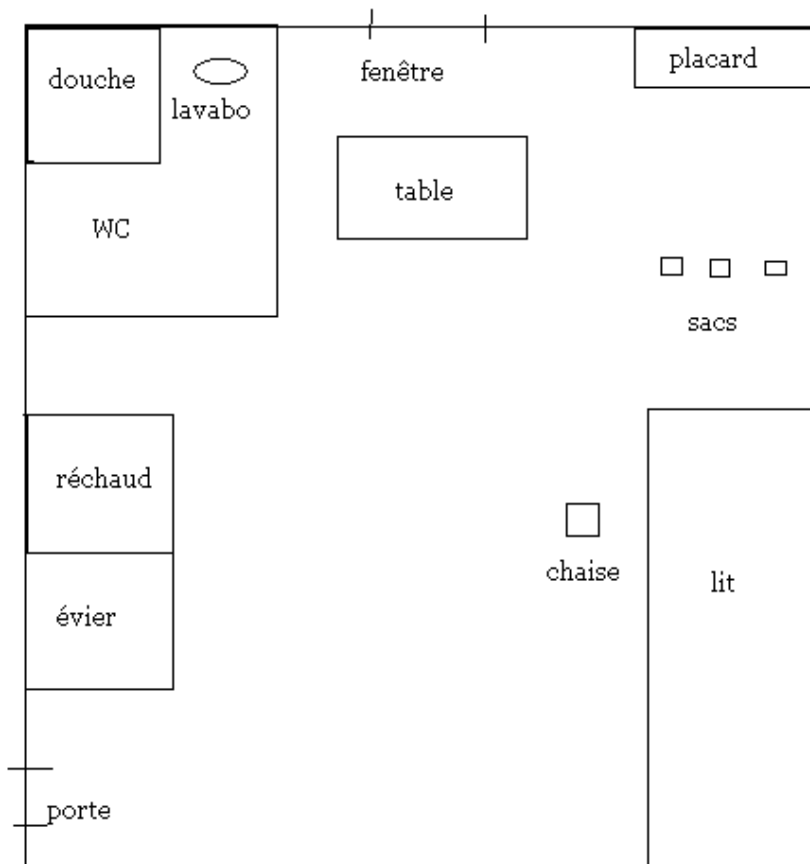 douche
lavabo
fenêtre
placard
table
WC
sacs
réchaud
chaise
lit
évier
porte